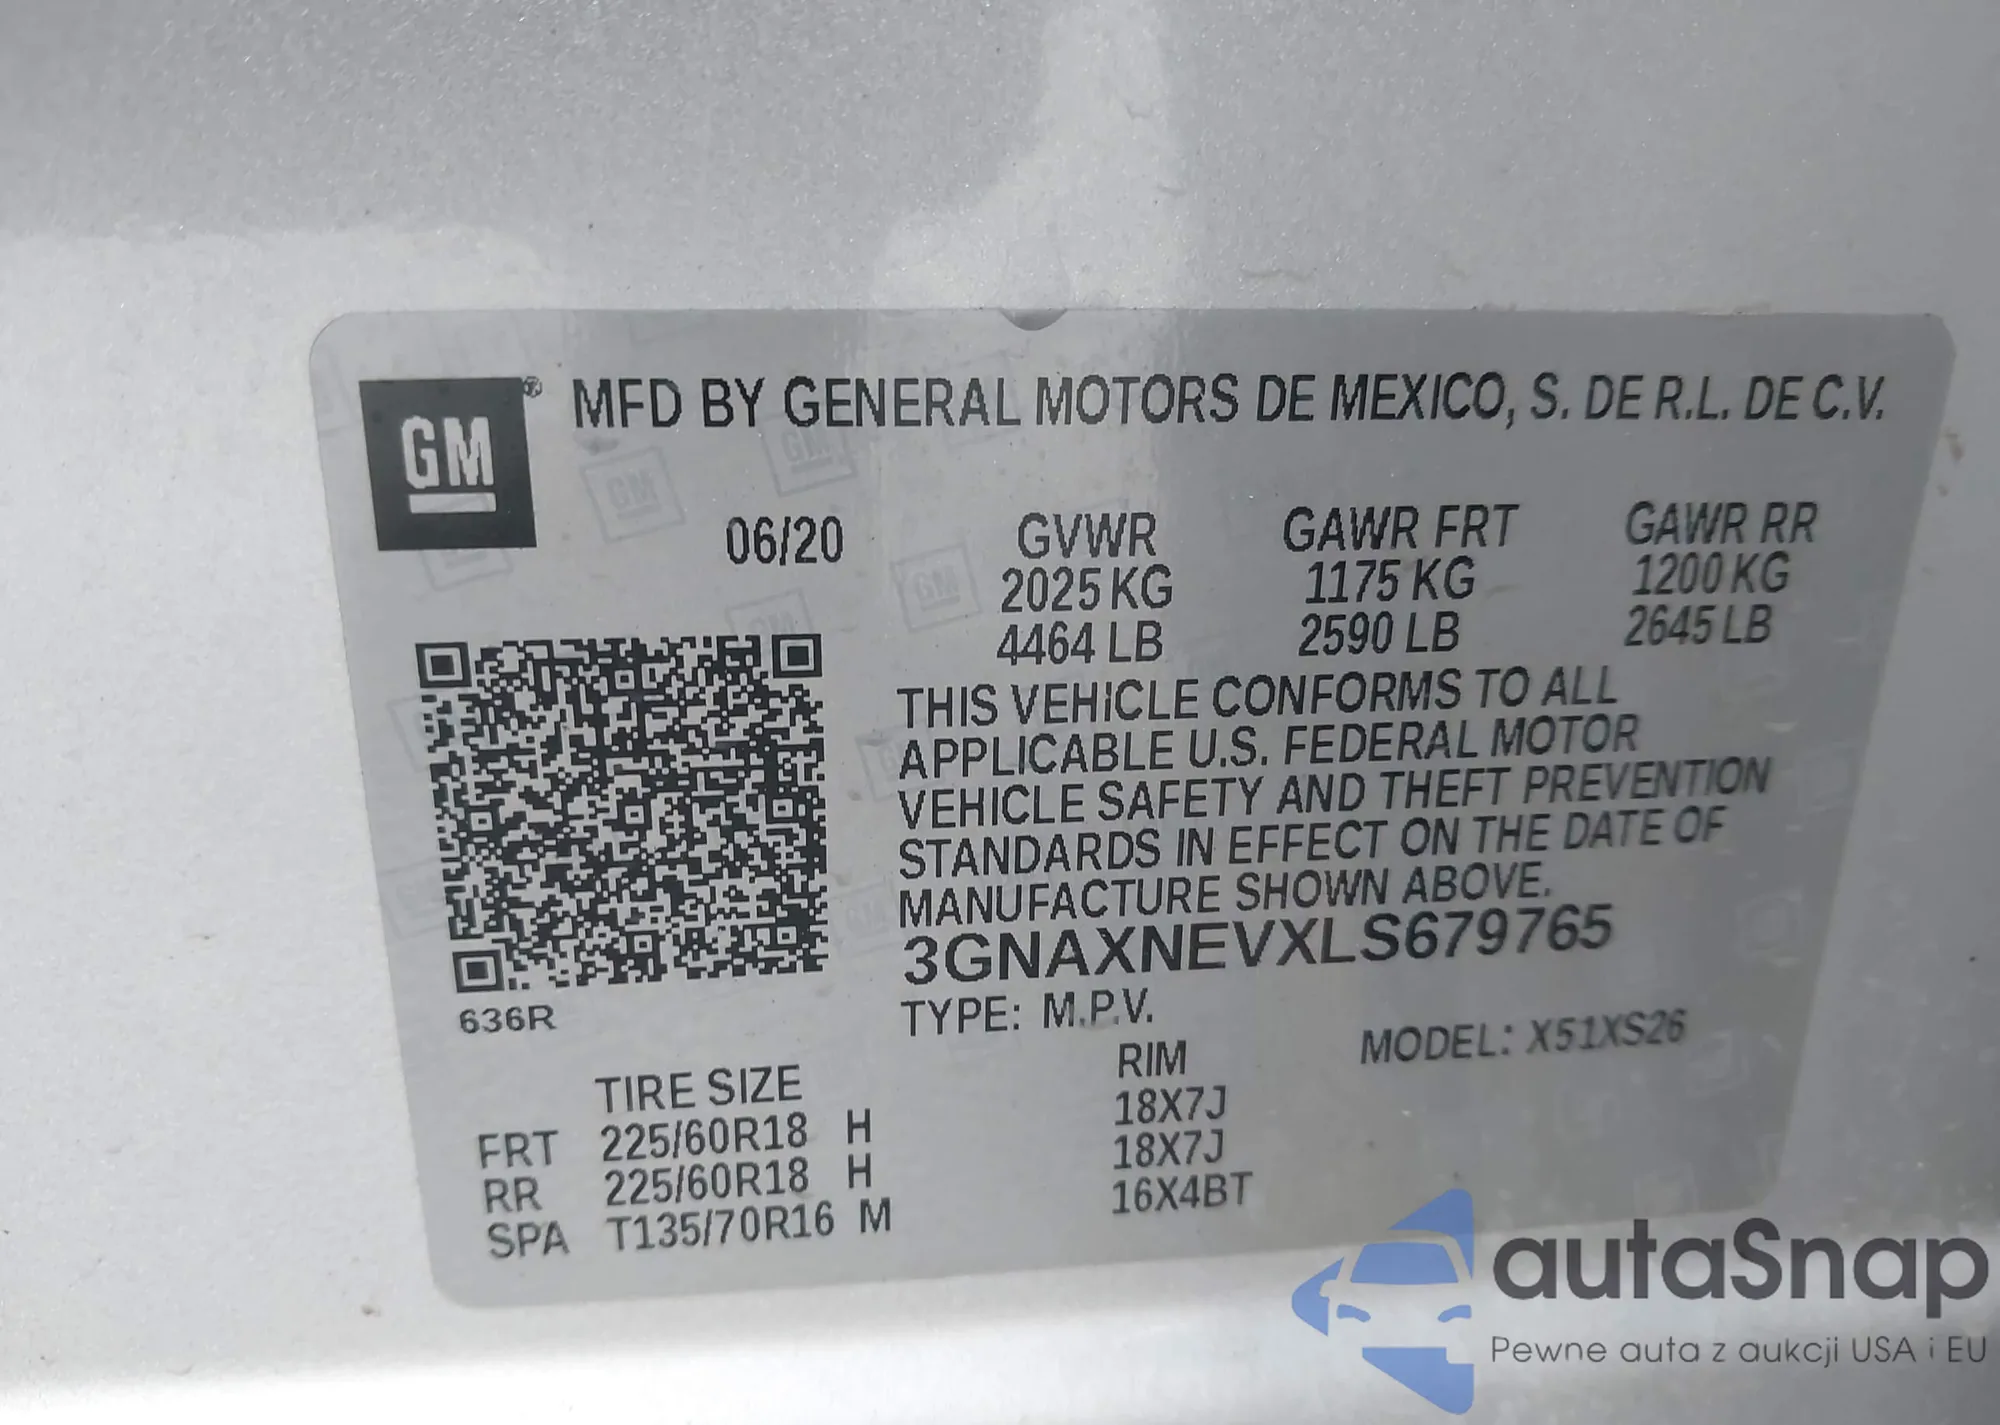 GM ® MFD BY GENERAL MOTORS DE MEXICO, S. DE R.L. DE C.V.
06/20
GVWR GAWR FRT GAWR RR
2025 KG 1175 KG 1200 KG
4464 LB 2590 LB 2645 LB
THIS VEHICLE CONFORMS TO ALL
APPLICABLE U.S. FEDERAL MOTOR
VEHICLE SAFETY AND THEFT PREVENTION
STANDARDS IN EFFECT ON THE DATE OF
MANUFACTURE SHOWN ABOVE.
3GNAXNEVXLS679765
636R
TYPE: M.P.V. MODEL: X51XS26
TIRE SIZE RIM
FRT 225/60R18 H 18X7J
RR 225/60R18 H 18X7J
SPA T135/70R16 M 16X4BT
autaSnap
Pewne auta z aukcji USA i EU